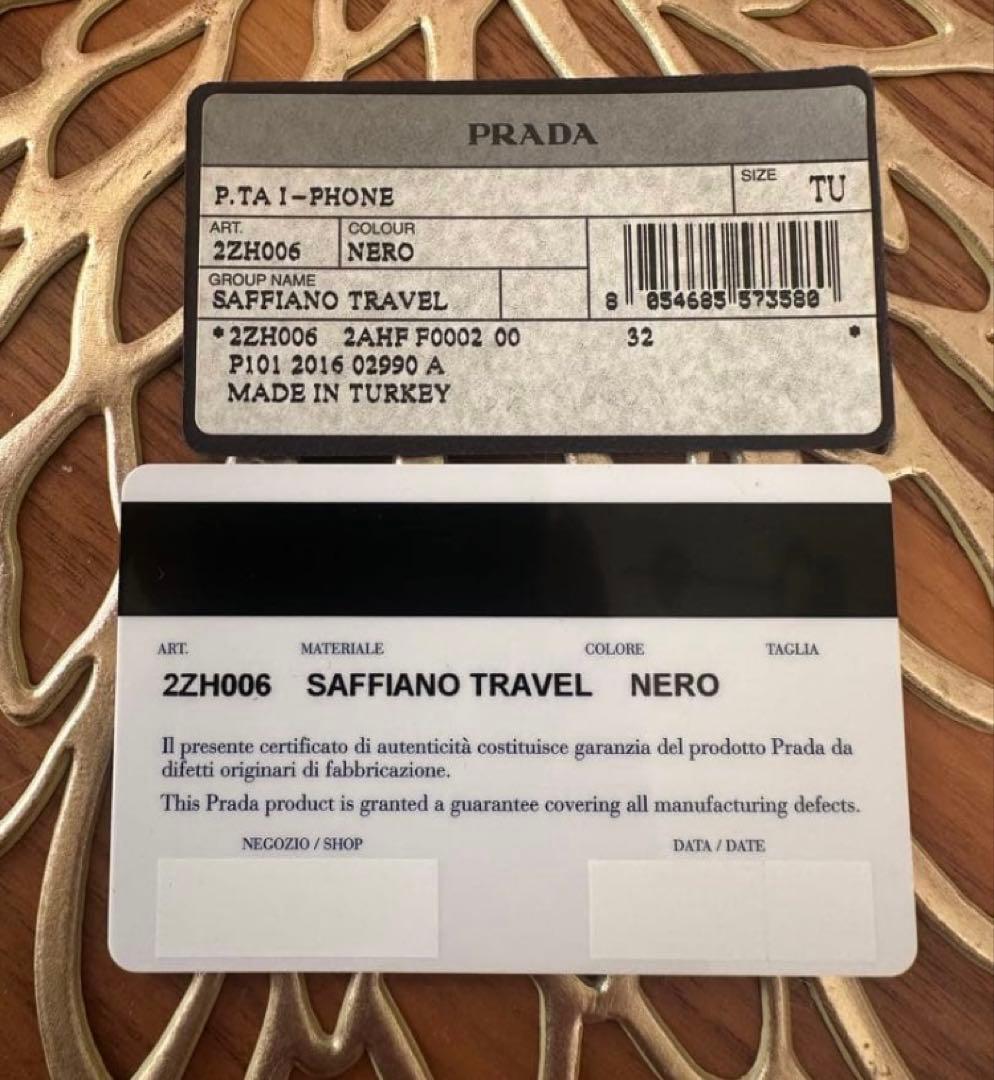 PRADA
P.TA I-PHONE SIZE TU
ART. COLOUR
2ZH006 NERO
GROUP NAME
SAFFIANO TRAVEL
8 054685 573580
*2ZH006 2AHF F0002 00 32 *
P101 2016 02990 A
MADE IN TURKEY
ART. MATERIALE COLORE TAGLIA
2ZH006 SAFFIANO TRAVEL NERO
Il presente certificato di autenticità costituisce garanzia del prodotto Prada da
difetti originari di fabbricazione.
This Prada product is granted a guarantee covering all manufacturing defects.
NEGOZIO / SHOP DATA / DATE